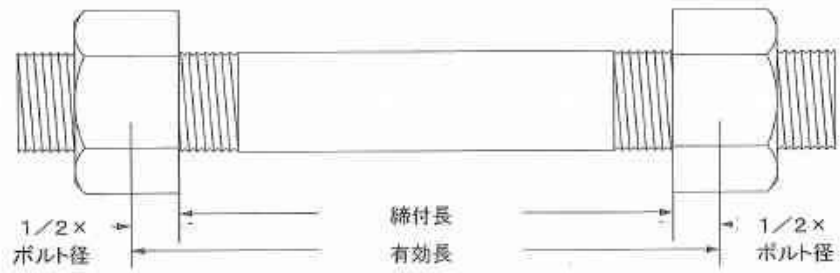 締付長
1/2×
ボルト径
有効長
1/2×
ボルト径